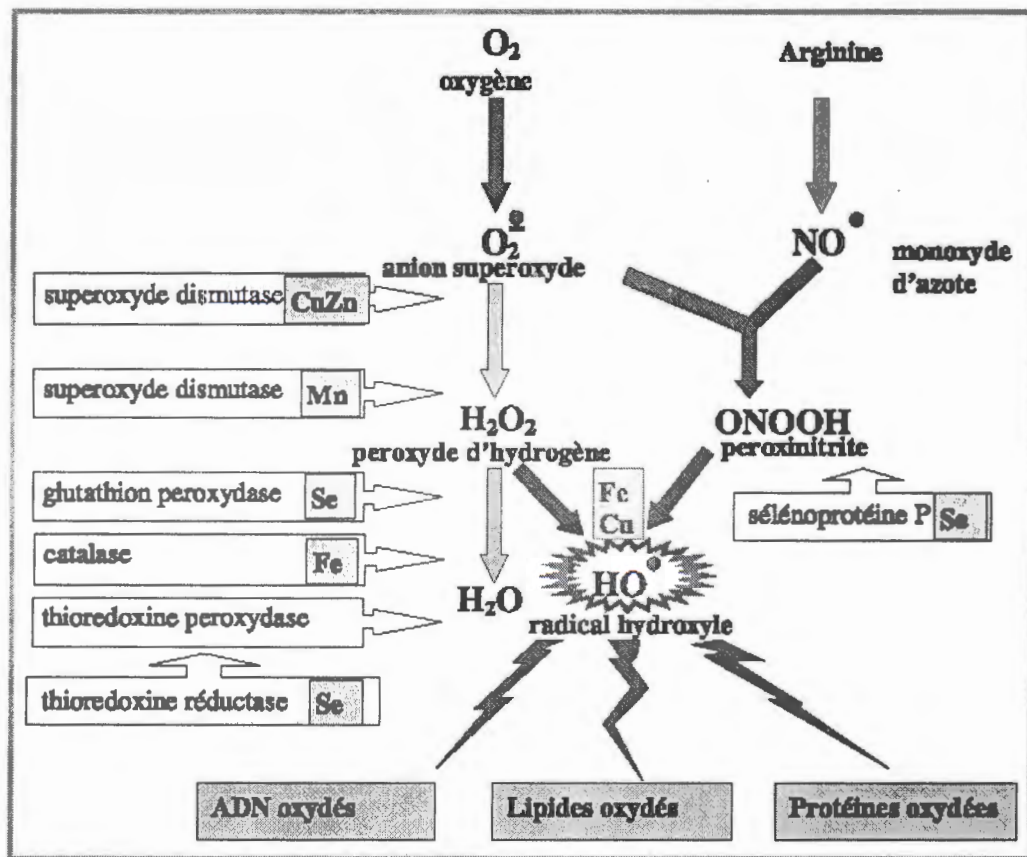 O₂
oxygène
Arginine
O₂
anion superoxyde
NO●
monoxyde
d'azote
superoxyde dismutase CuZn
superoxyde dismutase Mn
H₂O₂
peroxyde d'hydrogène
ONOOH
peroxinitrite
glutathion peroxydase Se
Fe
Cu
sélénoprotéine P Se
catalase Fe
H₂O
HO●
radical hydroxyle
thioredoxine peroxydase
thioredoxine réductase Se
ADN oxydés
Lipides oxydés
Protéines oxydées